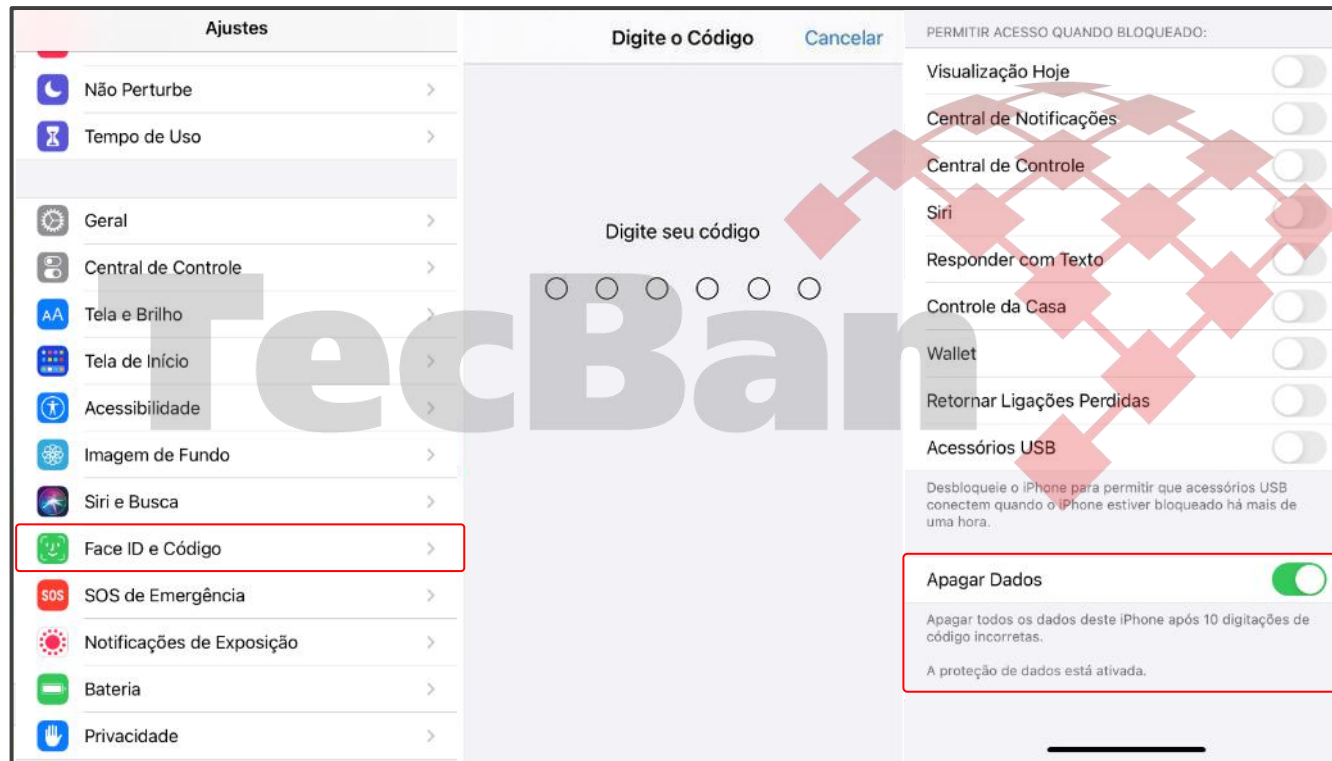 Ajustes
Não Perturbe
Tempo de Uso
Geral
Central de Controle
AA Tela e Brilho
Tela de Início
Acessibilidade
Imagem de Fundo
Siri e Busca
Face ID e Código
SOS SOS de Emergência
Notificações de Exposição
Bateria
Privacidade
Digite o Código Cancelar
Digite seu código
PERMITIR ACESSO QUANDO BLOQUEADO:
Visualização Hoje
Central de Notificações
Central de Controle
Siri
Responder com Texto
Controle da Casa
Wallet
Retornar Ligações Perdidas
Acessórios USB
Desbloqueie o iPhone para permitir que acessórios USB
conectem quando o iPhone estiver bloqueado há mais de
uma hora.
Apagar Dados
Apagar todos os dados deste iPhone após 10 digitações de
código incorretas.
A proteção de dados está ativada.
TecBan